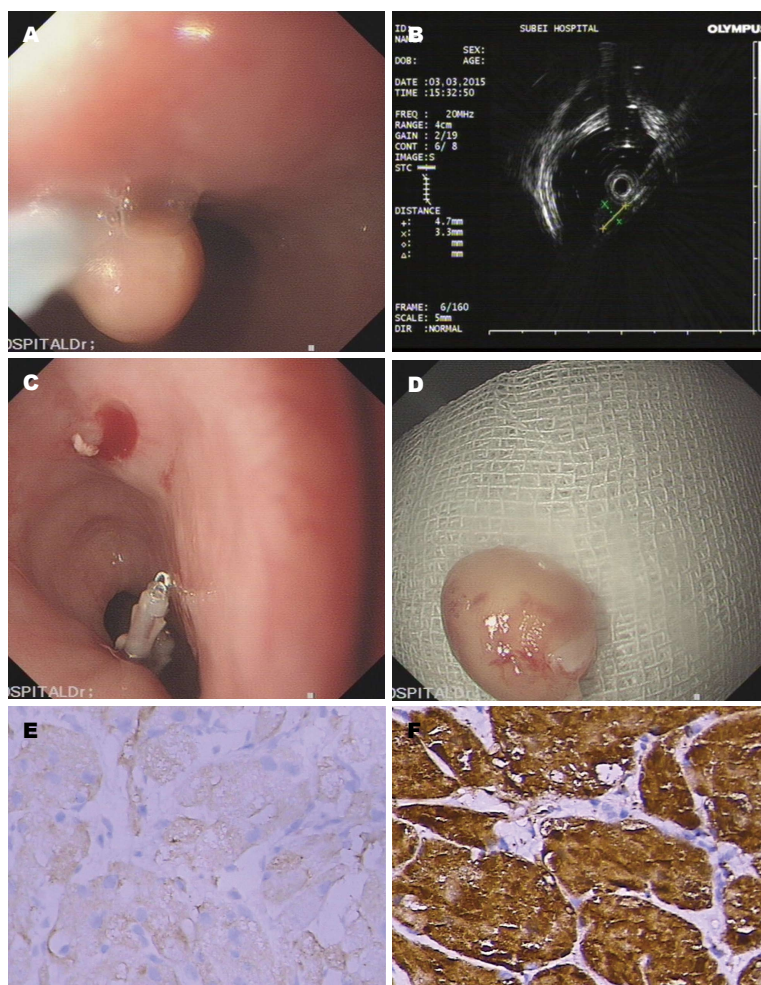 A
OSPITALDr;
B
ID:
SUBEI HOSPITAL
OLYMPUS
NAM
SEX:
DOB: AGE:
DATE :03.03.2015
TIME :15:32:50
FREQ : 20MHz
RANGE: 4cm
GAIN : 2/19
CONT : 6/ 8
IMAGE:S
STC
DISTANCE
+: 4.7mm
×: 3.3mm
◇: mm
△: mm
FRAME: 6/160
SCALE: 5mm
DIR :NORMAL
C
OSPITALDr;
D
OSPITALDr;
E
F